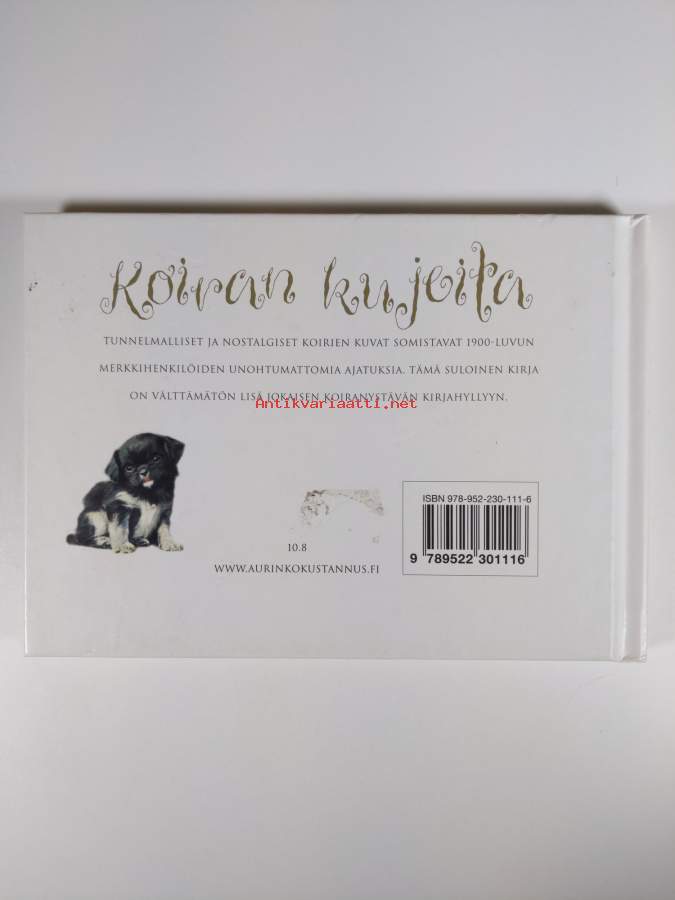 Koiran kujeita
TUNNELMALLISET JA NOSTALGISET KOIRIEN KUVAT SOMISTAVAT 1900-LUVUN
MERKKIHENKILÖIDEN UNOHTUMATTOMIA AJATUKSIA. TÄMÄ SULOINEN KIRJA
ON VÄLTTÄMÄTÖN LISÄ JOKAISEN KOIRANYSTÄVÄN KIRJAHYLLYYN.
Antikvariaatti.net
ISBN 978-952-230-111-6
9 789522 301116
10.8
WWW.AURINKOKUSTANNUS.FI